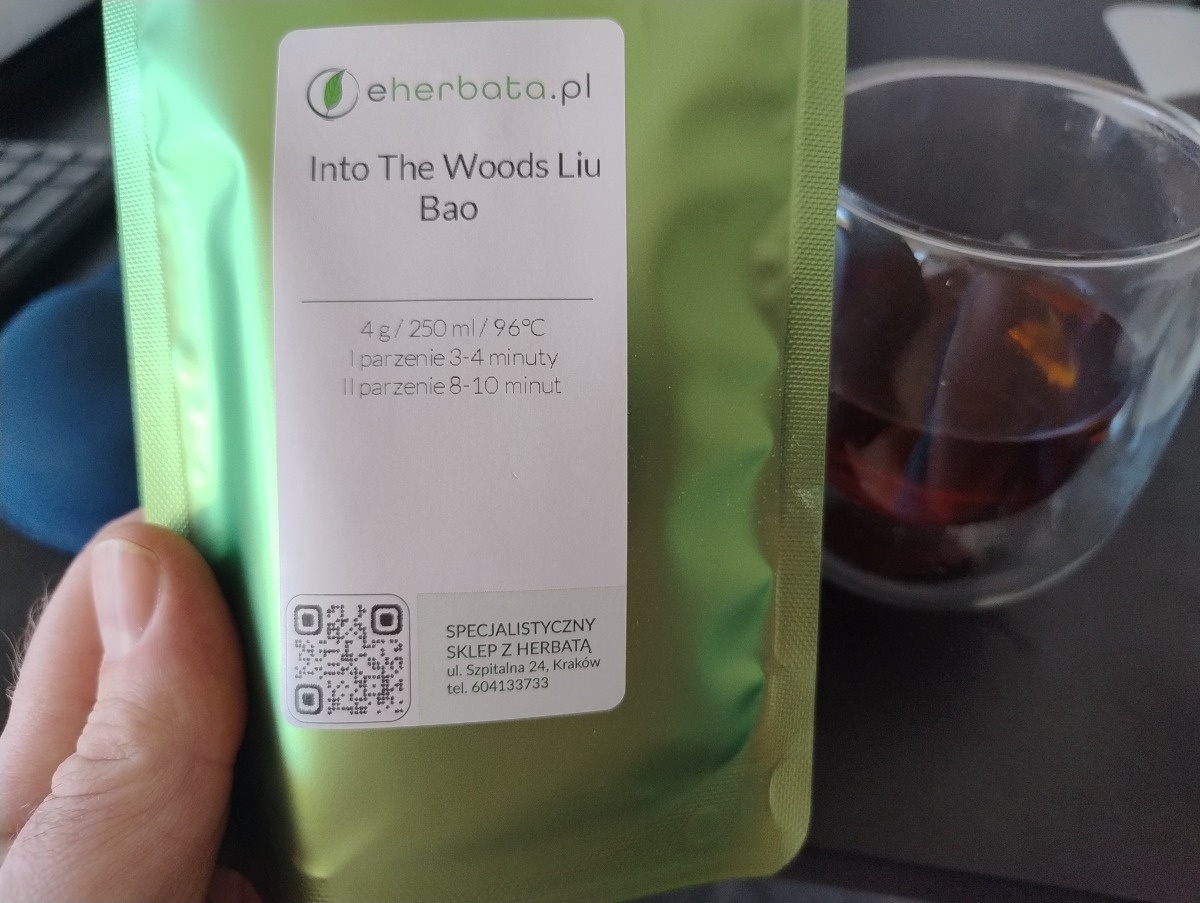 eherbata.pl
Into The Woods Liu
Bao
4 g / 250 ml / 96°C
I parzenie 3-4 minuty
II parzenie 8-10 minut
SPECJALISTYCZNY
SKLEP Z HERBATĄ
ul. Szpitalna 24, Kraków
tel. 604133733